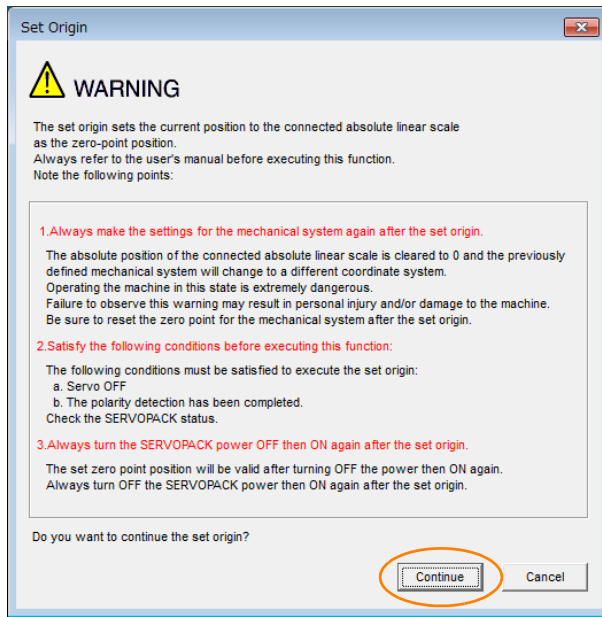 Set Origin
WARNING
The set origin sets the current position to the connected absolute linear scale
as the zero-point position.
Always refer to the user's manual before executing this function.
Note the following points:
1.Always make the settings for the mechanical system again after the set origin.
The absolute position of the connected absolute linear scale is cleared to 0 and the previously
defined mechanical system will change to a different coordinate system.
Operating the machine in this state is extremely dangerous.
Failure to observe this warning may result in personal injury and/or damage to the machine.
Be sure to reset the zero point for the mechanical system after the set origin.
2.Satisfy the following conditions before executing this function:
The following conditions must be satisfied to execute the set origin:
a. Servo OFF
b. The polarity detection has been completed.
Check the SERVOPACK status.
3.Always turn the SERVOPACK power OFF then ON again after the set origin.
The set zero point position will be valid after turning OFF the power then ON again.
Always turn OFF the SERVOPACK power then ON again after the set origin.
Do you want to continue the set origin?
Continue Cancel